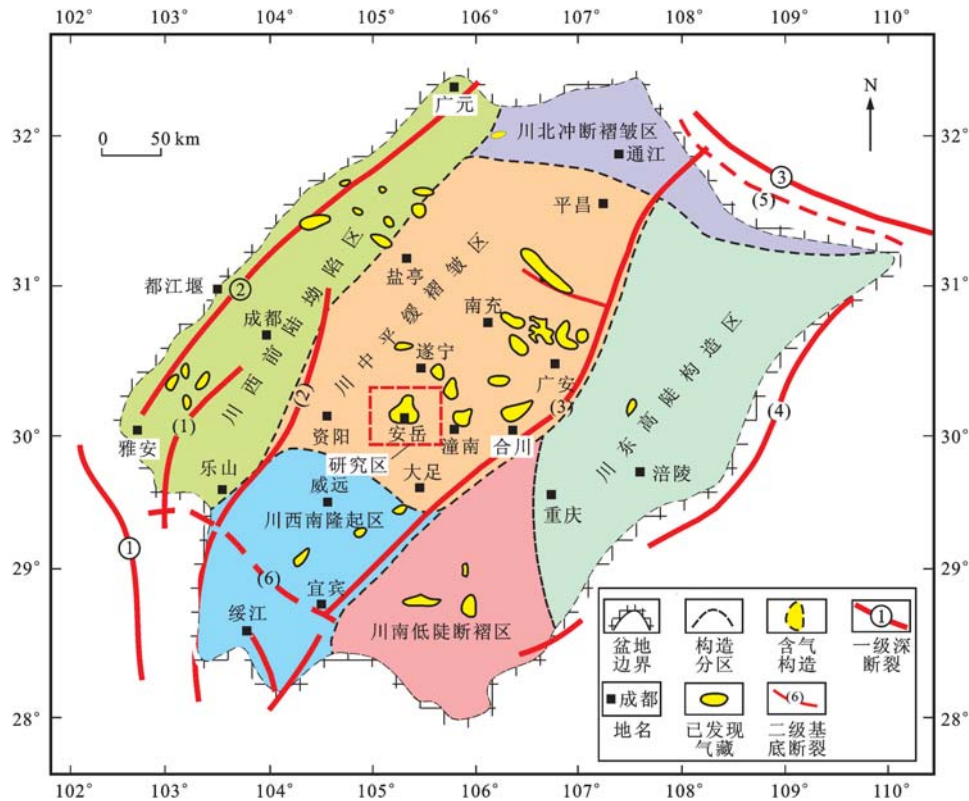 102° 103° 104° 105° 106° 107° 108° 109° 110°
32°
31°
30°
29°
28°
32°
31°
30°
29°
28°
0 50 km
N
广元
川北冲断褶皱区
通江
③
(5)
平昌
盐亭
都江堰
②
成都
川西前陆坳陷区
川中平缓褶皱区
南充
遂宁
广安
川东高陡构造区
(1)
(2)
(3)
(4)
雅安
资阳
安岳
潼南
合川
研究区
大足
乐山
威远
涪陵
重庆
川西南隆起区
①
(6)
宜宾
绥江
川南低陡断褶区
盆地
边界
构造
分区
含气
构造
①
一级深
断裂
成都
地名
已发现
气藏
(6)
二级基
底断裂
102° 103° 104° 105° 106° 107° 108° 109° 110°